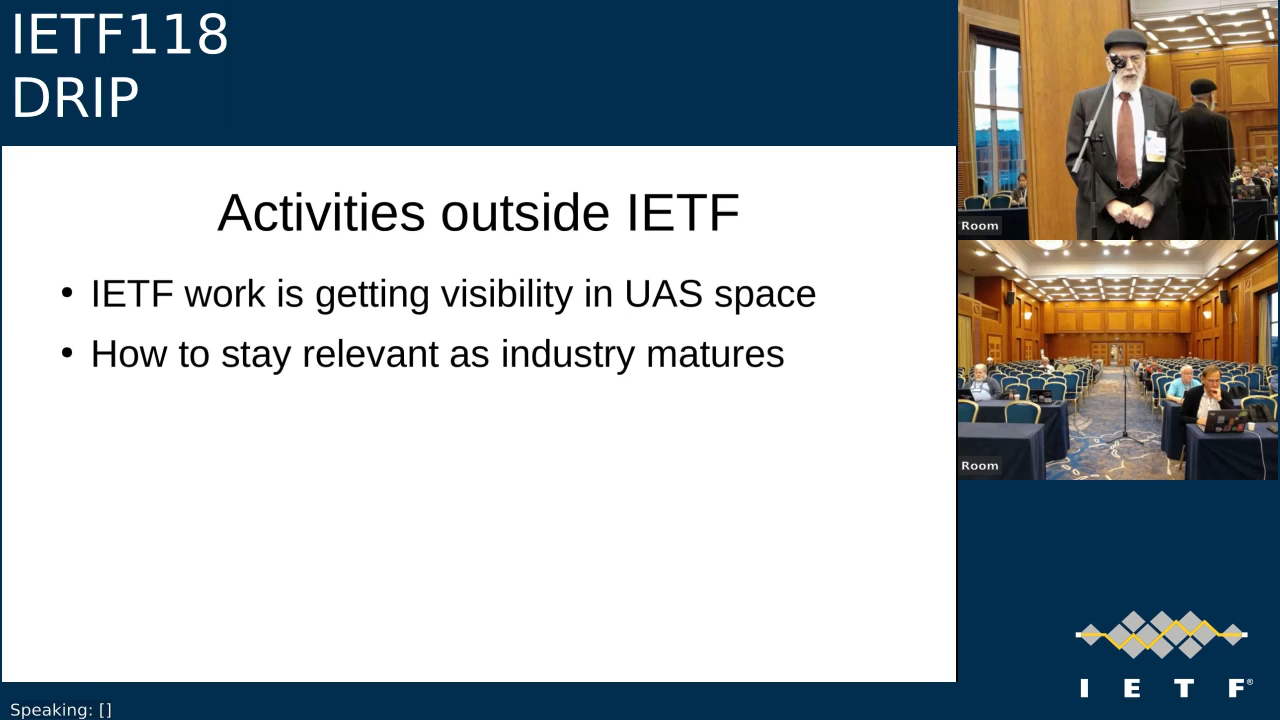 IETF118
DRIP
Activities outside IETF
• IETF work is getting visibility in UAS space
• How to stay relevant as industry matures
Room
Room
I E T F®
Speaking: []